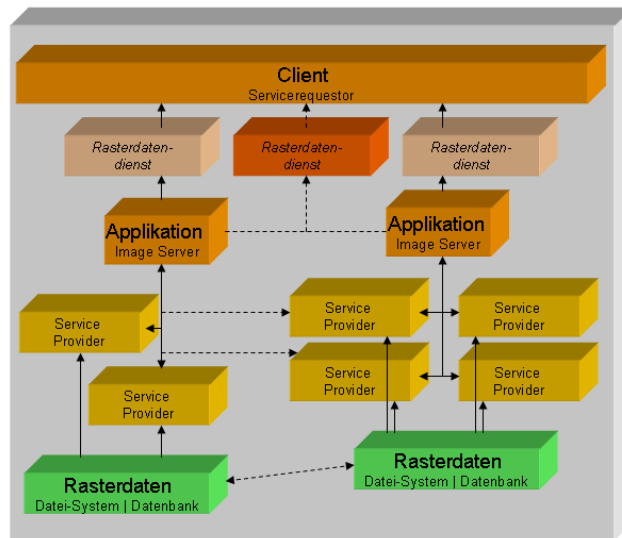 Client
Servicerequestor
Rasterdaten-
dienst
Rasterdaten-
dienst
Rasterdaten-
dienst
Applikation
Image Server
Applikation
Image Server
Service
Provider
Service
Provider
Service
Provider
Service
Provider
Service
Provider
Service
Provider
Rasterdaten
Datei-System | Datenbank
Rasterdaten
Datei-System | Datenbank